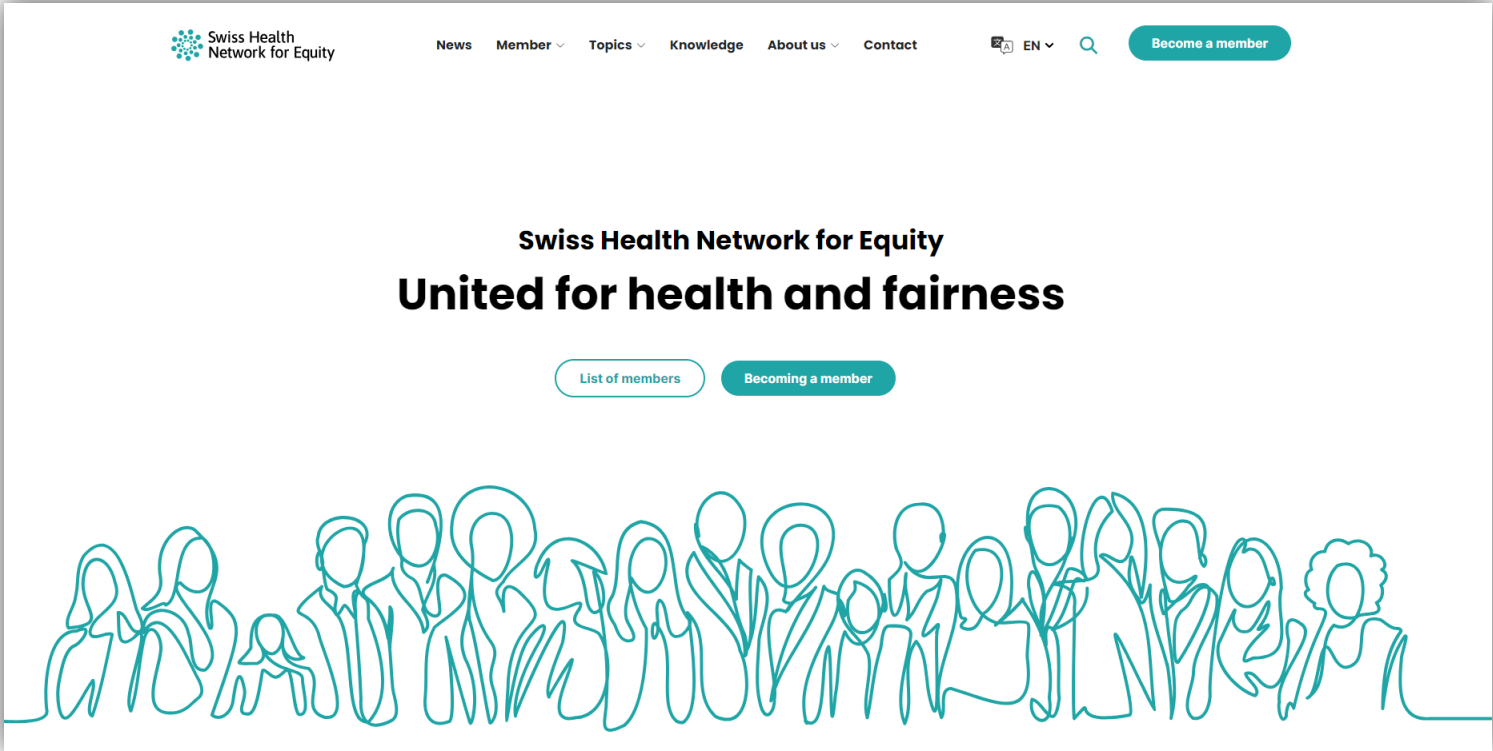 Swiss Health
Network for Equity
News Member Topics Knowledge About us Contact EN Become a member
Swiss Health Network for Equity
United for health and fairness
List of members Becoming a member